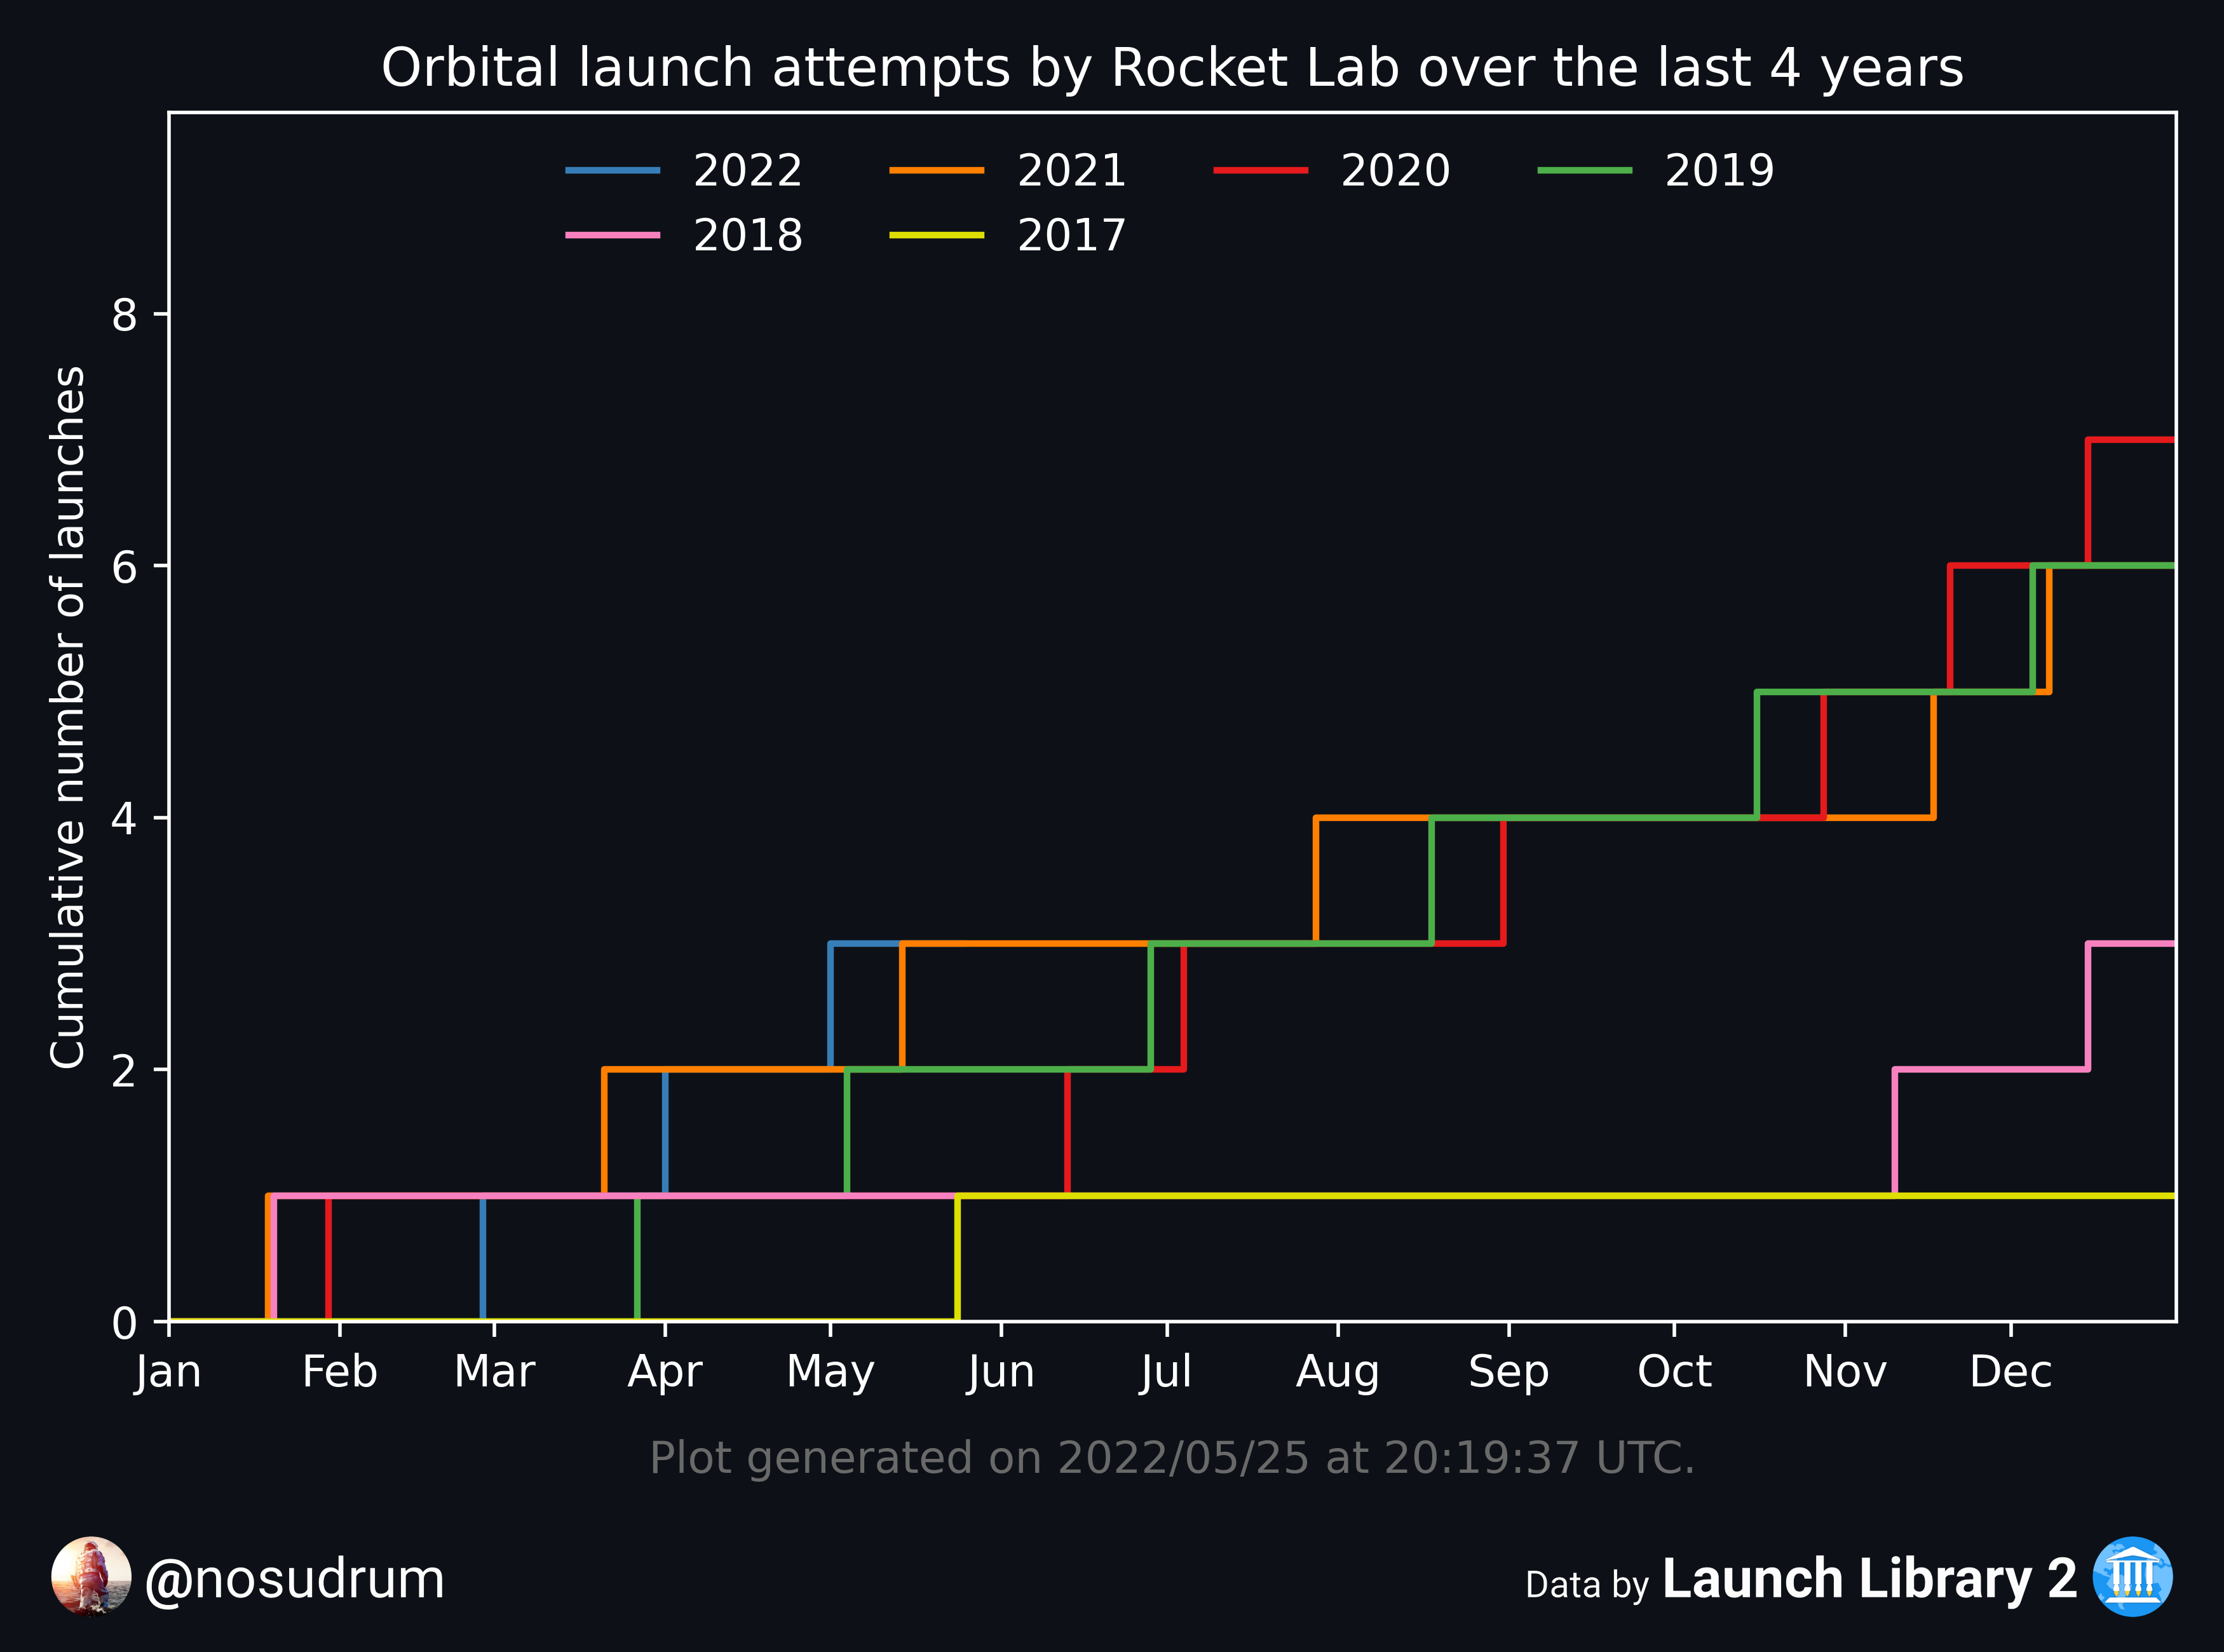 Orbital launch attempts by Rocket Lab over the last 4 years
2022 2021 2020 2019
2018 2017
Cumulative number of launches
8
6
4
2
0
Jan Feb Mar Apr May Jun Jul Aug Sep Oct Nov Dec
Plot generated on 2022/05/25 at 20:19:37 UTC.
@nosudrum
Data by Launch Library 2